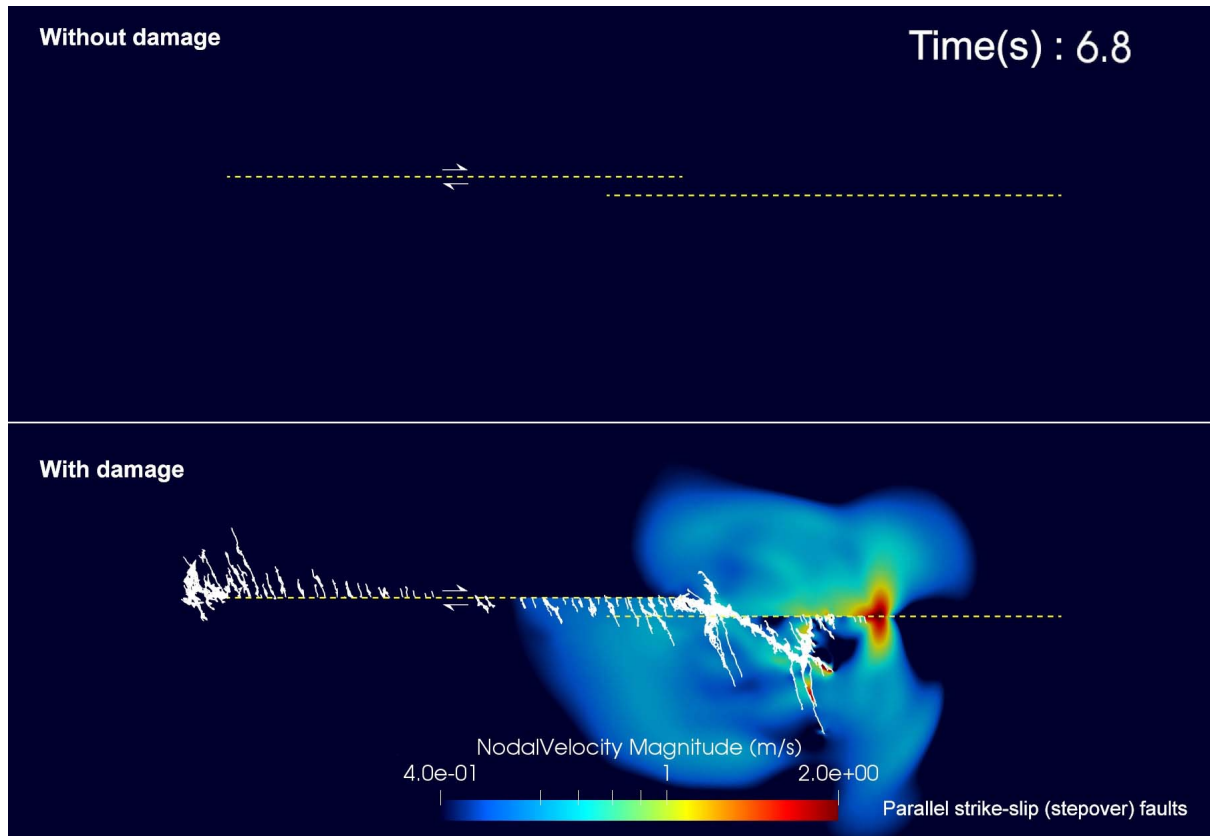 Without damage
Time(s) : 6.8
With damage
NodalVelocity Magnitude (m/s)
4.0e-01 1 2.0e+00
Parallel strike-slip (stepover) faults